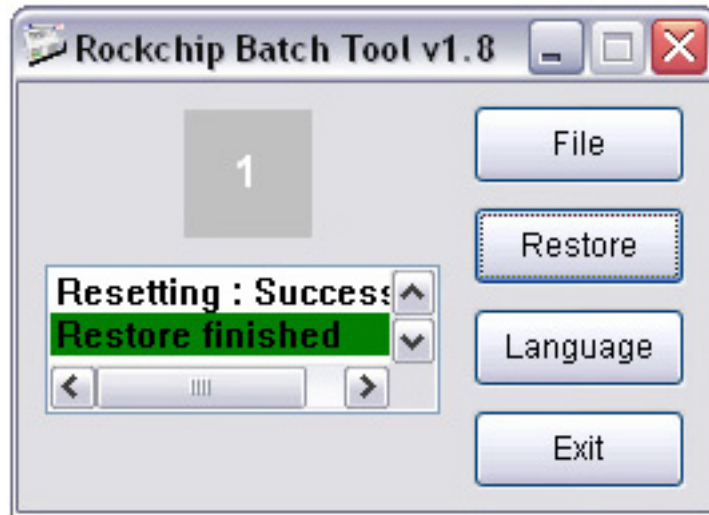 Rockchip Batch Tool v1.8
1
File
Restore
Resetting : Success
Restore finished
Language
Exit